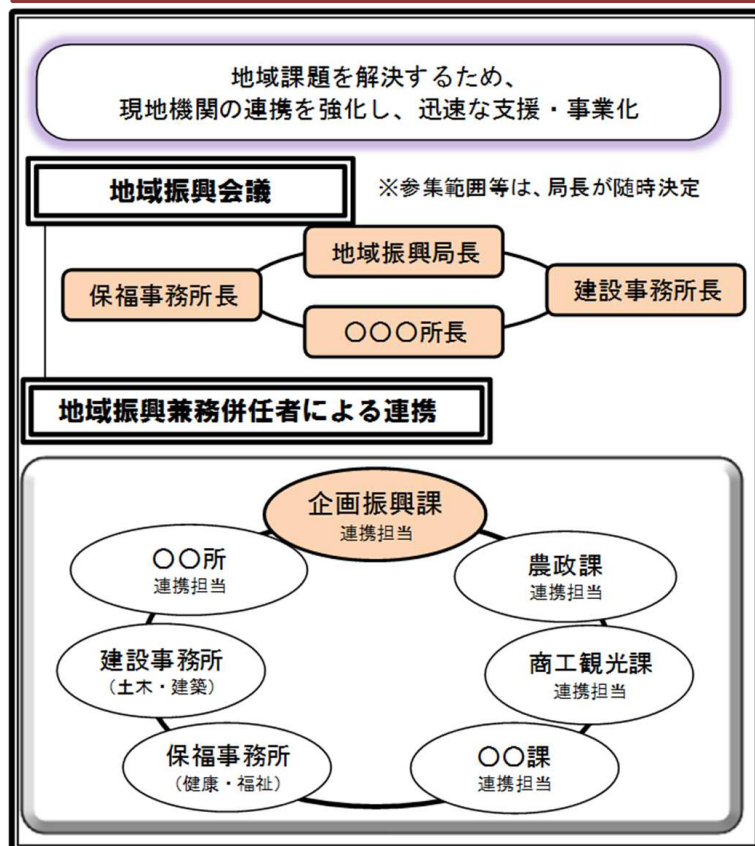 地域課題を解決するため、
現地機関の連携を強化し、迅速な支援・事業化
地域振興会議
※参集範囲等は、局長が随時決定
地域振興局長
保福事務所長
建設事務所長
〇〇〇所長
地域振興兼務併任者による連携
企画振興課
連携担当
〇〇所
連携担当
農政課
連携担当
建設事務所
（土木・建築）
商工観光課
連携担当
保福事務所
（健康・福祉）
〇〇課
連携担当